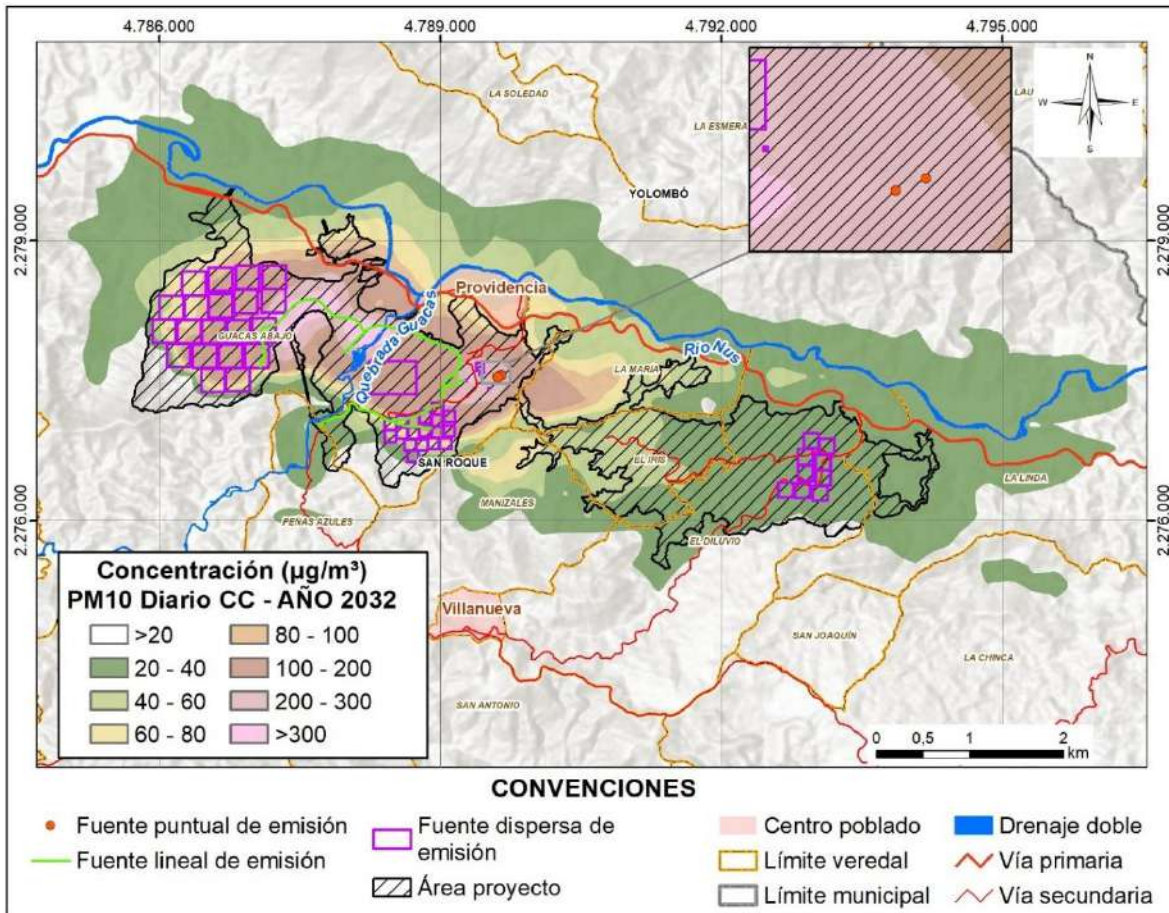 4.786.000
4.789.000
4.792.000
4.795.000
LA SOLEDAD
LA ESMERA
LAU
N
W E
S
YOLOMBÓ
2.279.000
2.279.000
Providencia
Quebrada Guacas
GUACAS ABAJO
Río Nus
LA MARIA
SAN ROQUE
EL IRIS
MANIZALES
LA LINDA
2.276.000
2.276.000
PEÑAS AZULES
EL DILUVIO
Villanueva
SAN JOAQUÍN
LA CHINCA
SAN ANTONIO
Concentración (µg/m³)
PM10 Diario CC - AÑO 2032
>20
20 - 40
40 - 60
60 - 80
80 - 100
100 - 200
200 - 300
>300
0 0,5 1 2
km
CONVENCIONES
Fuente puntual de emisión
Fuente lineal de emisión
Fuente dispersa de
emisión
Área proyecto
Centro poblado
Límite veredal
Límite municipal
Drenaje doble
Vía primaria
Vía secundaria